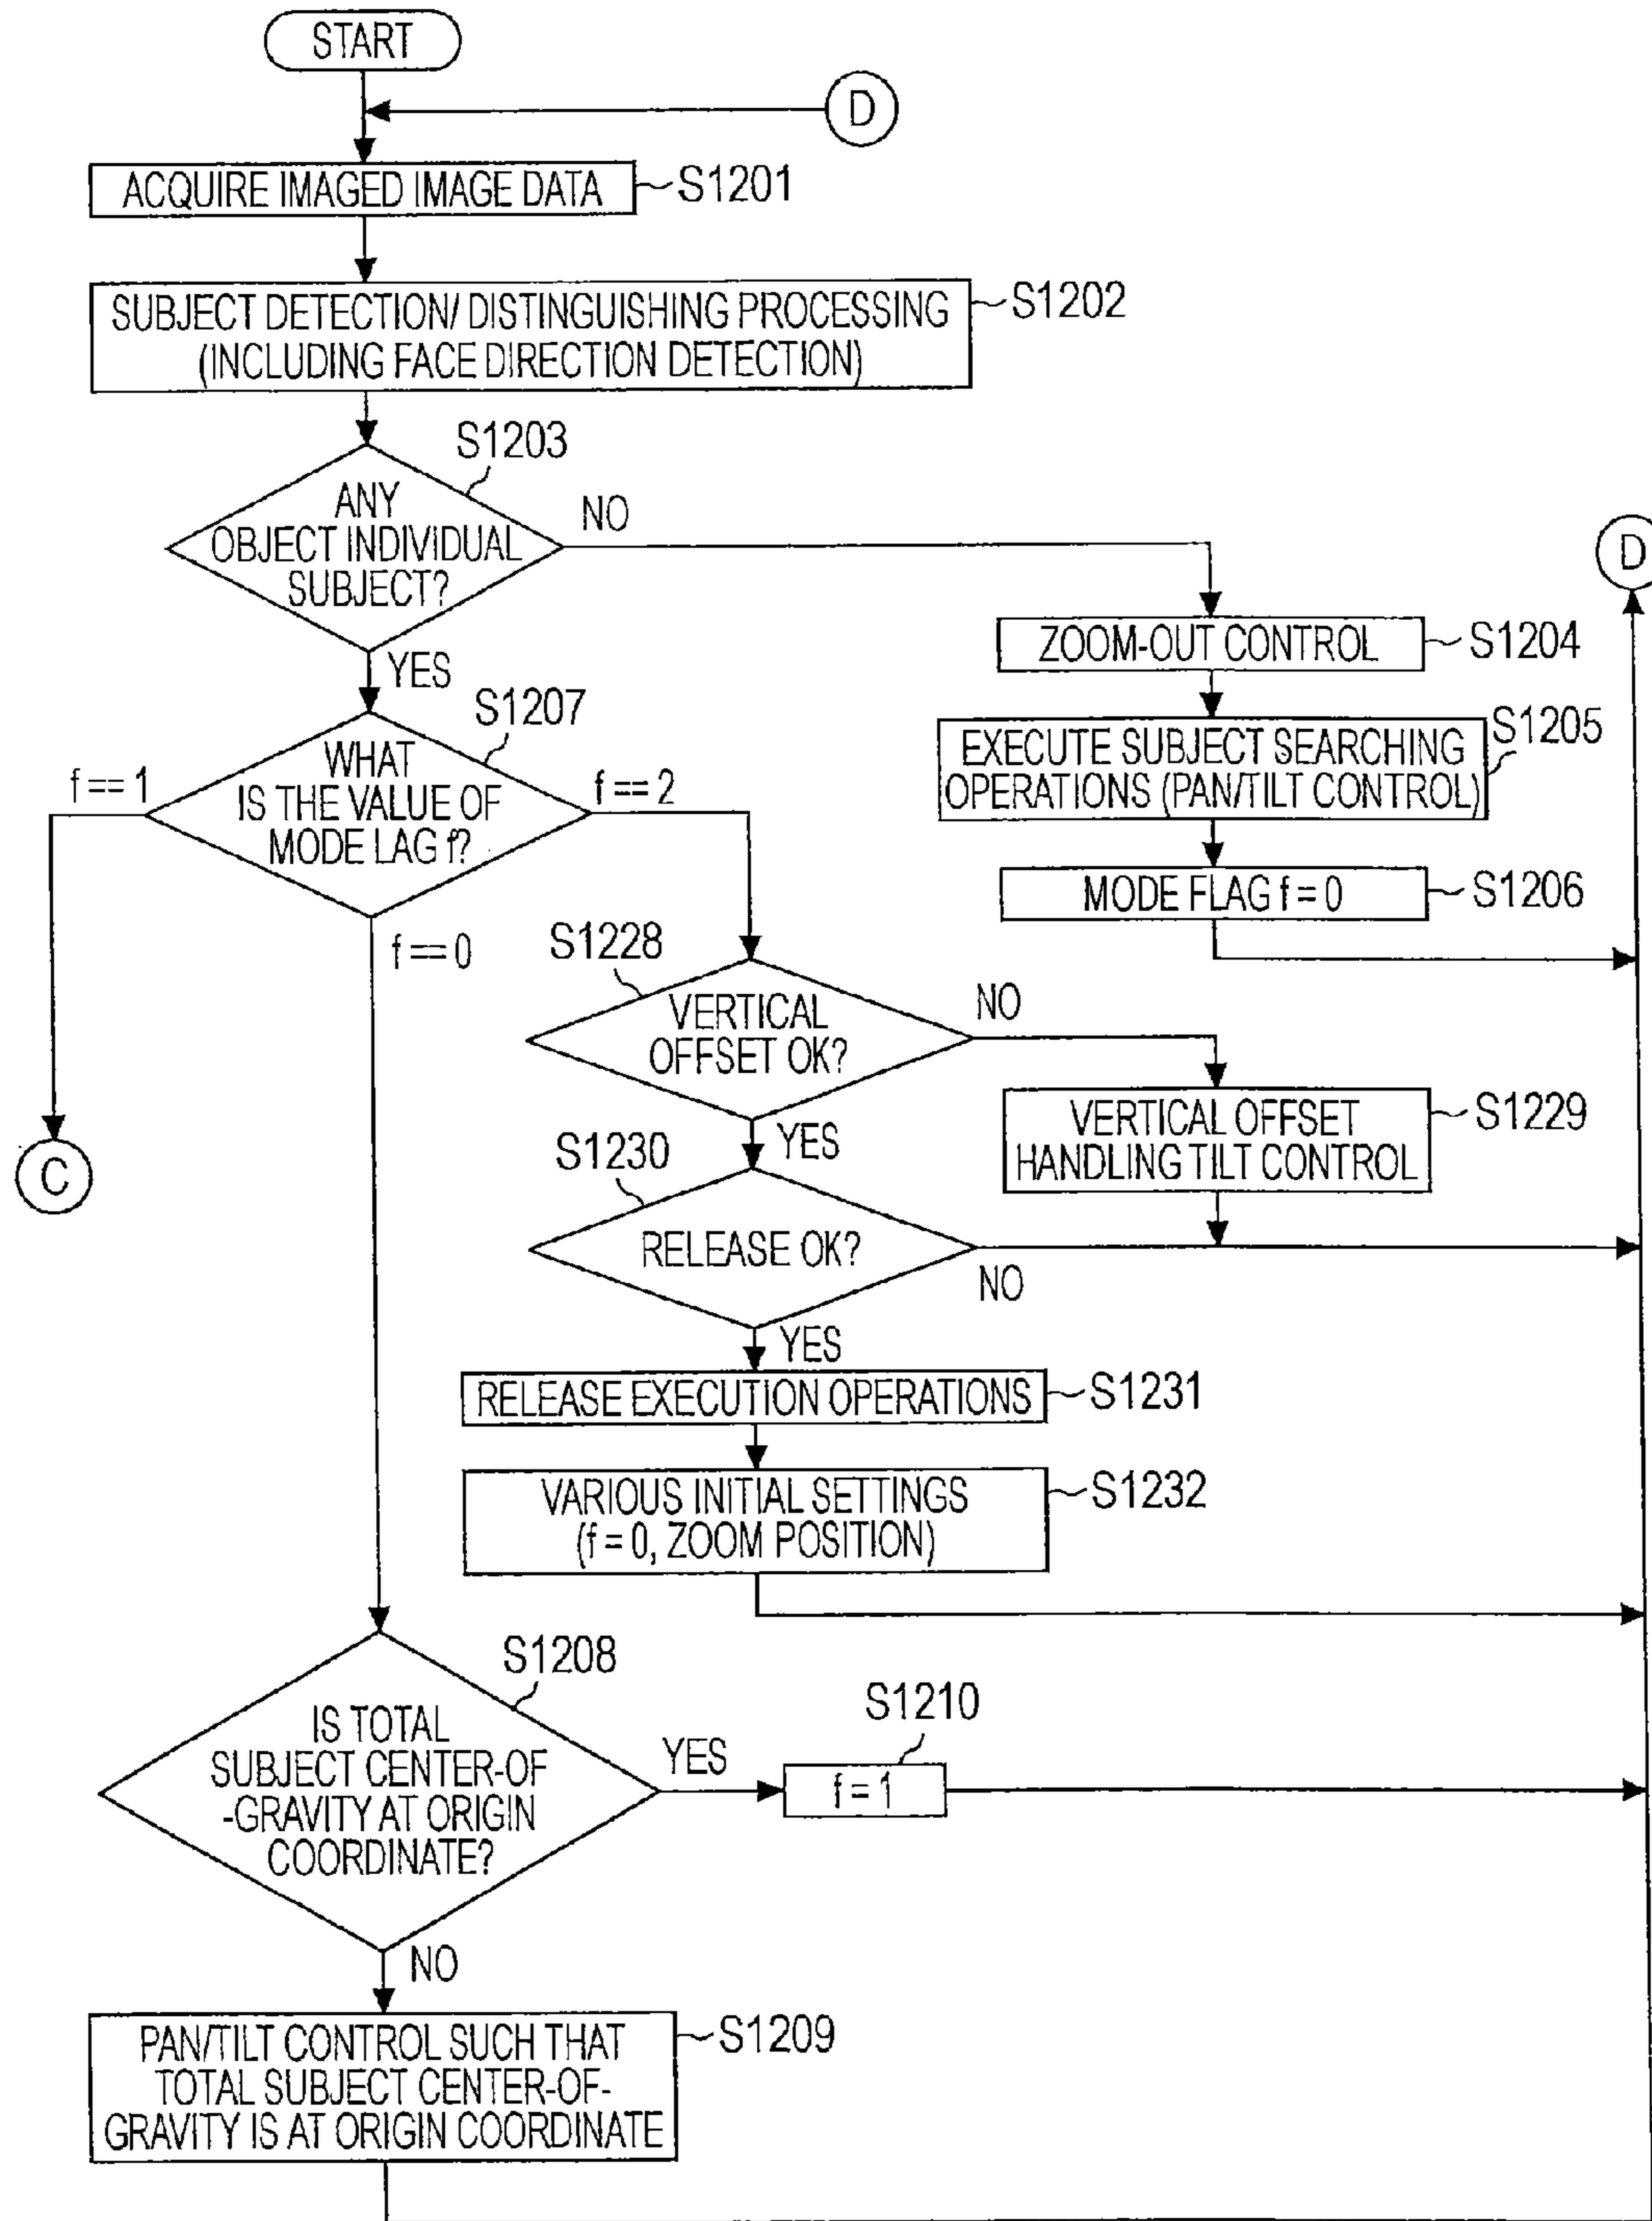 START
D
ACQUIRE IMAGED IMAGE DATA
S1201
SUBJECT DETECTION/ DISTINGUISHING PROCESSING
(INCLUDING FACE DIRECTION DETECTION)
S1202
S1203
ANY
OBJECT INDIVIDUAL
SUBJECT?
NO
YES
D
ZOOM-OUT CONTROL
S1204
EXECUTE SUBJECT SEARCHING
OPERATIONS (PAN/TILT CONTROL)
S1205
MODE FLAG f = 0
S1206
S1207
WHAT
IS THE VALUE OF
MODE LAG f?
f == 1
f == 2
f == 0
C
S1228
VERTICAL
OFFSET OK?
NO
YES
VERTICAL OFFSET
HANDLING TILT CONTROL
S1229
S1230
RELEASE OK?
NO
YES
RELEASE EXECUTION OPERATIONS
S1231
VARIOUS INITIAL SETTINGS
(f = 0, ZOOM POSITION)
S1232
S1208
IS TOTAL
SUBJECT CENTER-OF
-GRAVITY AT ORIGIN
COORDINATE?
YES
S1210
f = 1
NO
PAN/TILT CONTROL SUCH THAT
TOTAL SUBJECT CENTER-OF-
GRAVITY IS AT ORIGIN COORDINATE
S1209